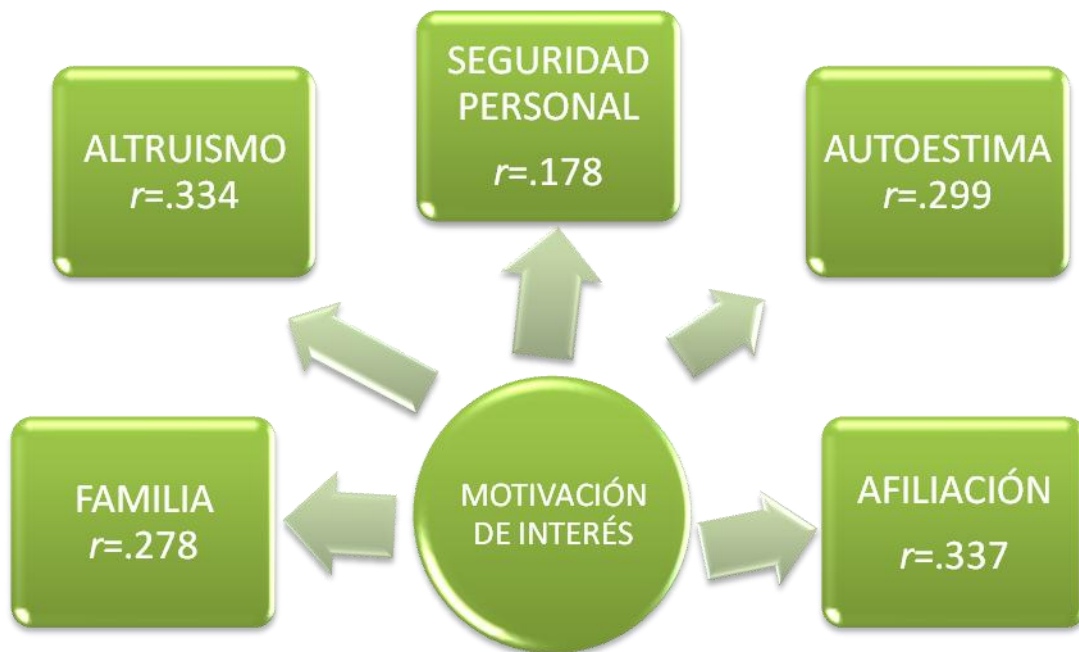 SEGURIDAD
PERSONAL
r=.178
ALTRUISMO
r=.334
AUTOESTIMA
r=.299
FAMILIA
r=.278
MOTIVACIÓN
DE INTERÉS
AFILIACIÓN
r=.337